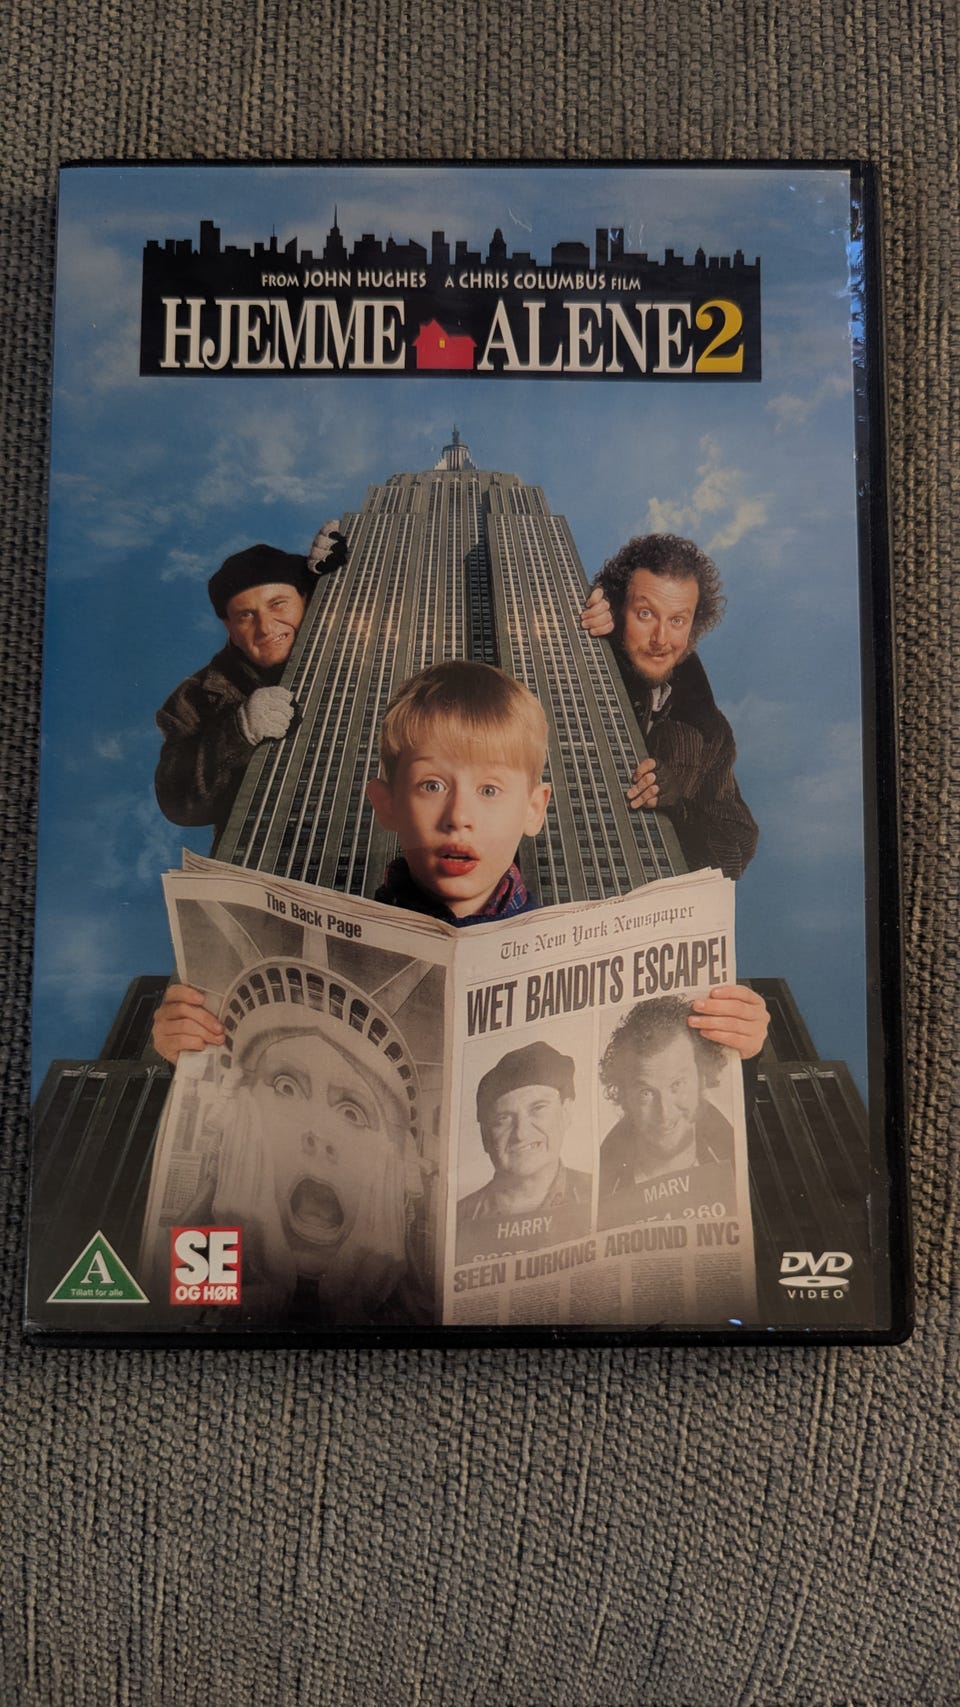 FROM JOHN HUGHES A CHRIS COLUMBUS FILM
HJEMME ALENE 2
The Back Page
The New York Newspaper
WET BANDITS ESCAPE!
HARRY
MARV
SEEN LURKING AROUND NYC
A
Tillatt for alle
SE
OG HØR
DVD
VIDEO